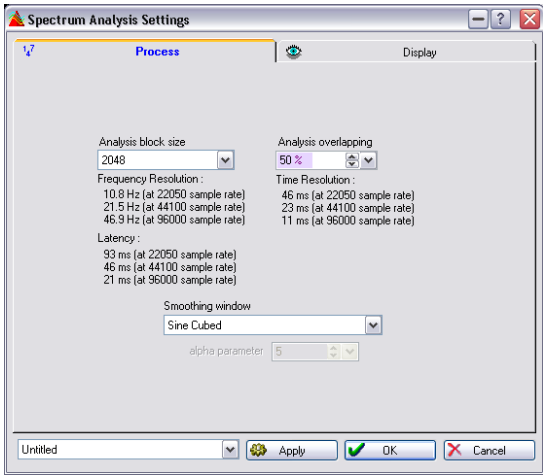 Spectrum Analysis Settings
1 4 7 Process
Display
Analysis block size
2048
Frequency Resolution :
10.8 Hz (at 22050 sample rate)
21.5 Hz (at 44100 sample rate)
46.9 Hz (at 96000 sample rate)
Latency :
93 ms (at 22050 sample rate)
46 ms (at 44100 sample rate)
21 ms (at 96000 sample rate)
Analysis overlapping
50 %
Time Resolution :
46 ms (at 22050 sample rate)
23 ms (at 44100 sample rate)
11 ms (at 96000 sample rate)
Smoothing window
Sine Cubed
alpha parameter 5
Untitled
Apply
OK
Cancel